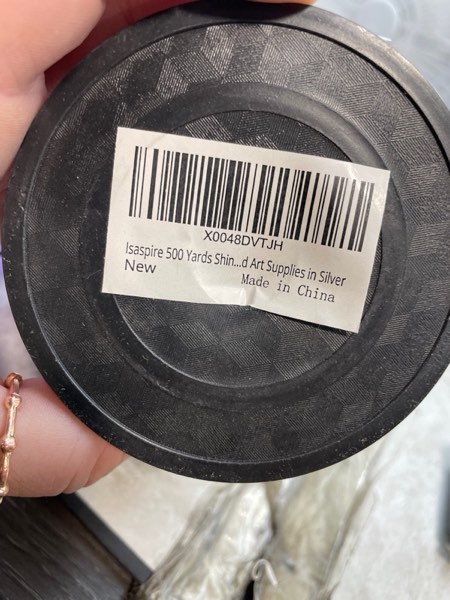 X0048DVTJH
Isaspire 500 Yards Shin...d Art Supplies in Silver
New
Made in China